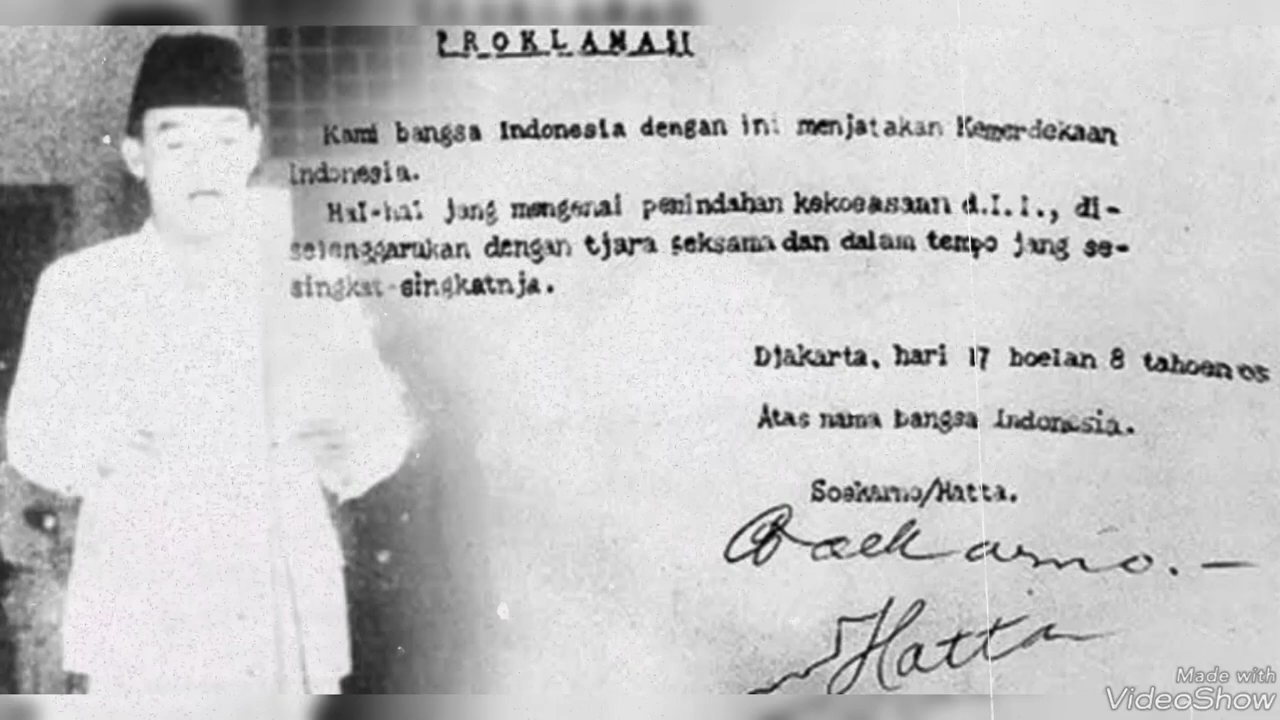 PROKLAMASI
Kami bangsa Indonesia dengan ini menjatakan Kemerdekaan
Indonesia.
Hal-hal jang mengenai pemindahan kekoeasaan d.l.l., di-
selenggarakan dengan tjara seksama dan dalam tempo jang se-
singkat-singkatnja.
Djakarta, hari 17 boelan 8 tahoen 05
Atas nama bangsa Indonesia.
Soekarno/Hatta.
Soekarno.-
Hatta
Made with
VideoShow